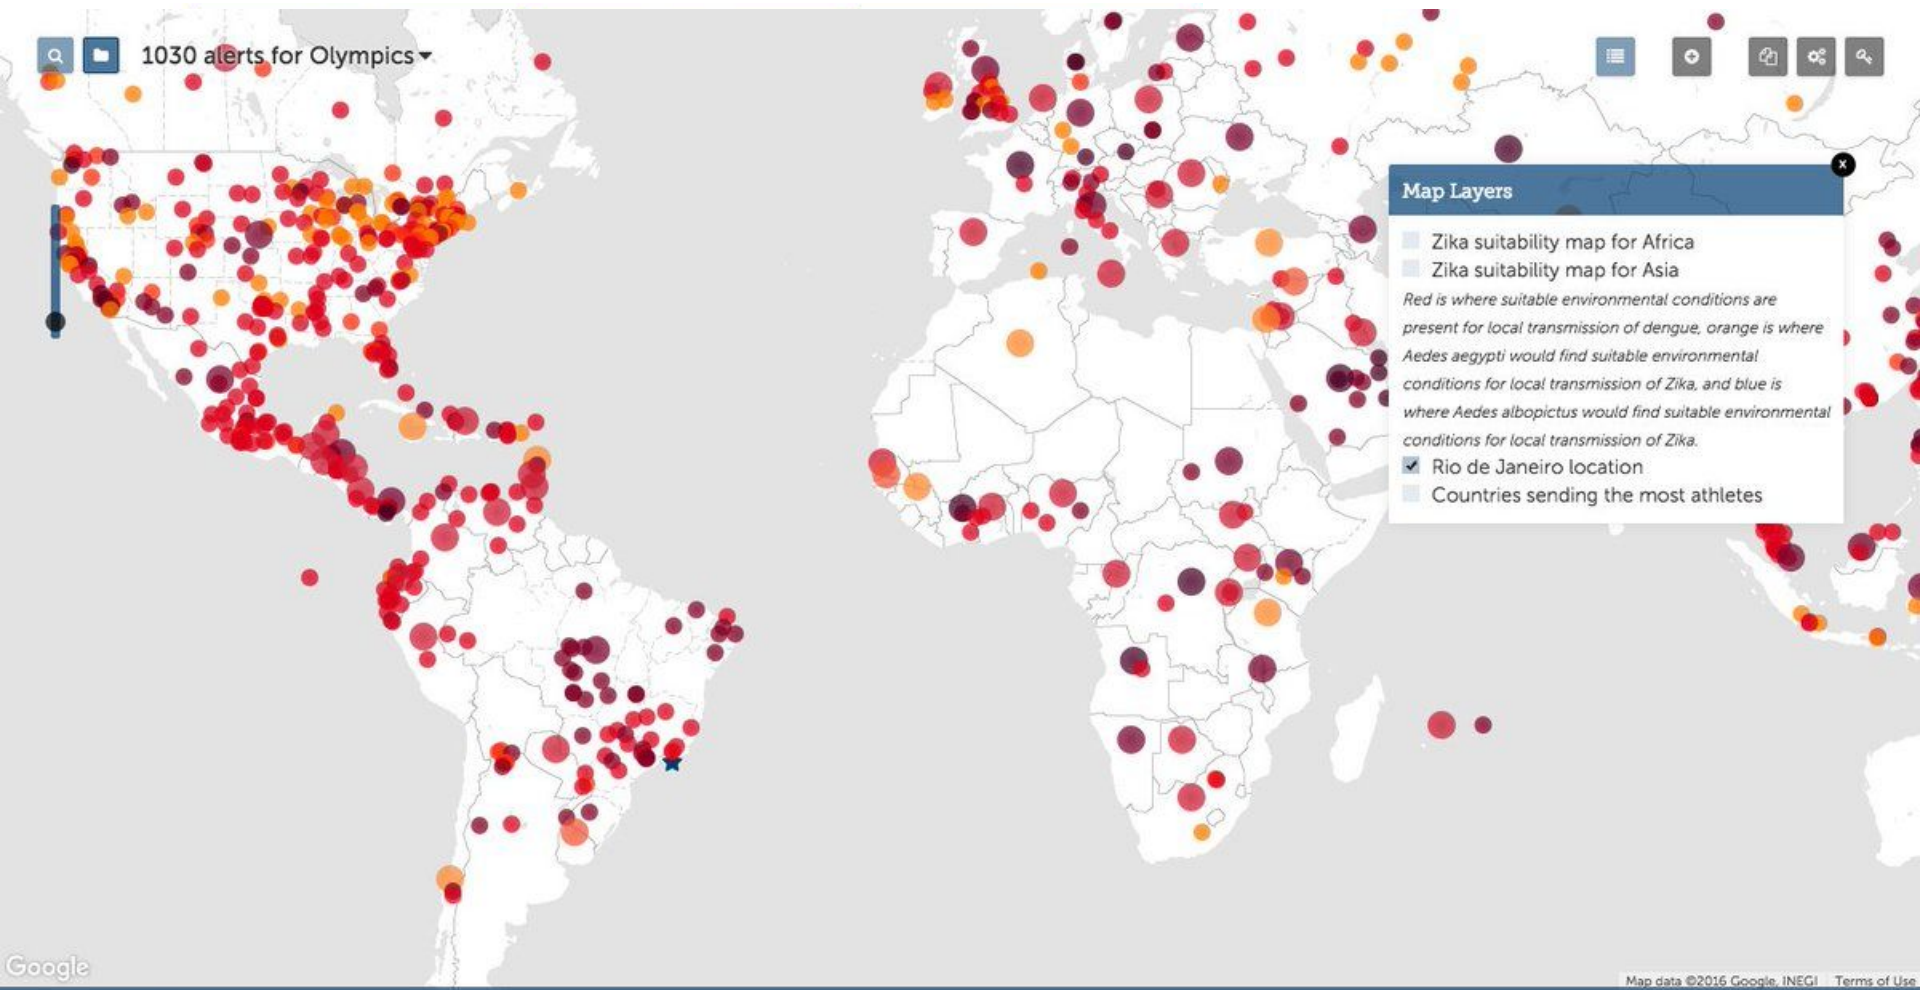 1030 alerts for Olympics
x
Map Layers
Zika suitability map for Africa
Zika suitability map for Asia
Red is where suitable environmental conditions are
present for local transmission of dengue, orange is where
Aedes aegypti would find suitable environmental
conditions for local transmission of Zika, and blue is
where Aedes albopictus would find suitable environmental
conditions for local transmission of Zika.
Rio de Janeiro location
Countries sending the most athletes
Google
Map data ©2016 Google, INEGI Terms of Use